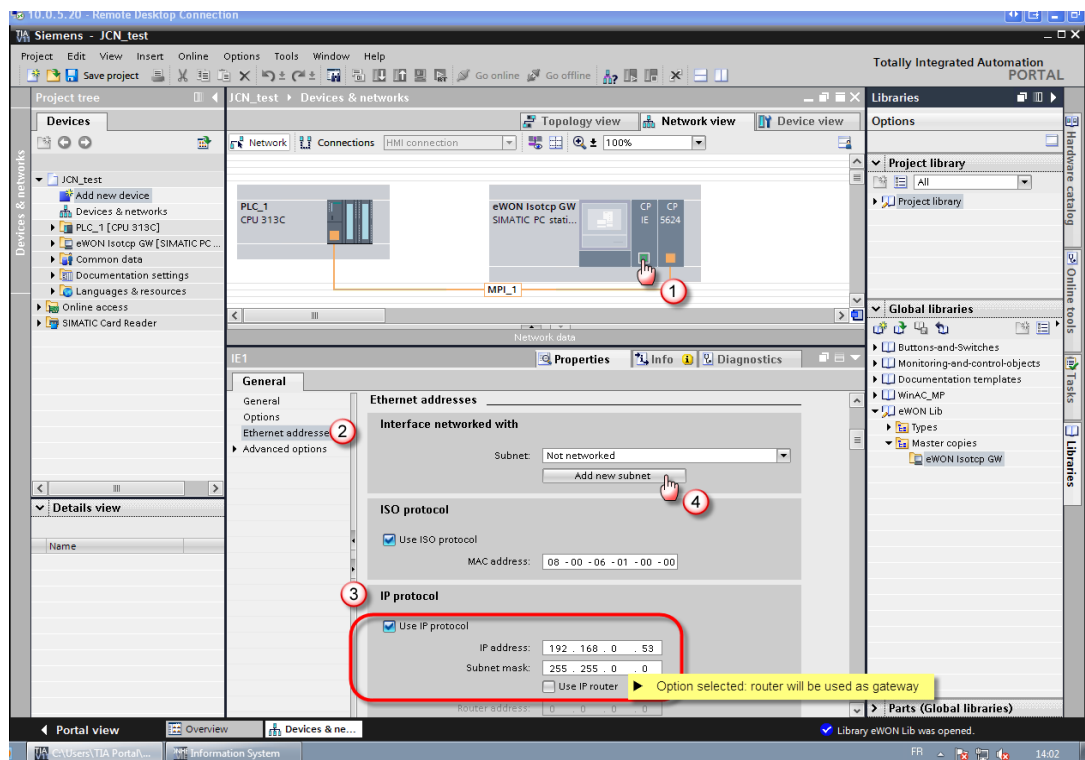 10.0.5.20 - Remote Desktop Connection
Siemens - JCN_test
Project Edit View Insert Online Options Tools Window Help
Save project Go online Go offline
Totally Integrated Automation
PORTAL
Project tree
JCN_test Devices & networks
Libraries
Devices
Topology view Network view Device view
Options
Network Connections HMI connection 100%
Project library
All
Project library
JCN_test
Add new device
Devices & networks
PLC_1 [CPU 313C]
eWON Isotcp GW [SIMATIC PC ...
Common data
Documentation settings
Languages & resources
Online access
SIMATIC Card Reader
PLC_1
CPU 313C
eWON Isotcp GW
SIMATIC PC stati...
CP IE
CP 5624
MPI_1
1
Network data
Global libraries
Buttons-and-Switches
Monitoring-and-control-objects
Documentation templates
WinAC_MP
eWON Lib
Types
Master copies
eWON Isotcp GW
IE1
Properties Info Diagnostics
General
General
Options
Ethernet addresse
2
Advanced options
Ethernet addresses
Interface networked with
Subnet: Not networked
Add new subnet
4
ISO protocol
Use ISO protocol
MAC address: 08 -00 -06 -01 -00 -00
3
IP protocol
Use IP protocol
IP address: 192 . 168 . 0 . 53
Subnet mask: 255 . 255 . 0 . 0
Use IP router
Option selected: router will be used as gateway
Router address: 0 . 0 . 0 . 0
Details view
Name
Parts (Global libraries)
Devices & networks
Hardware catalog
Online tools
Tasks
Libraries
Portal view Overview Devices & ne...
Library eWON Lib was opened.
C:\Users\TIA Portal\... Information System FR 14:02